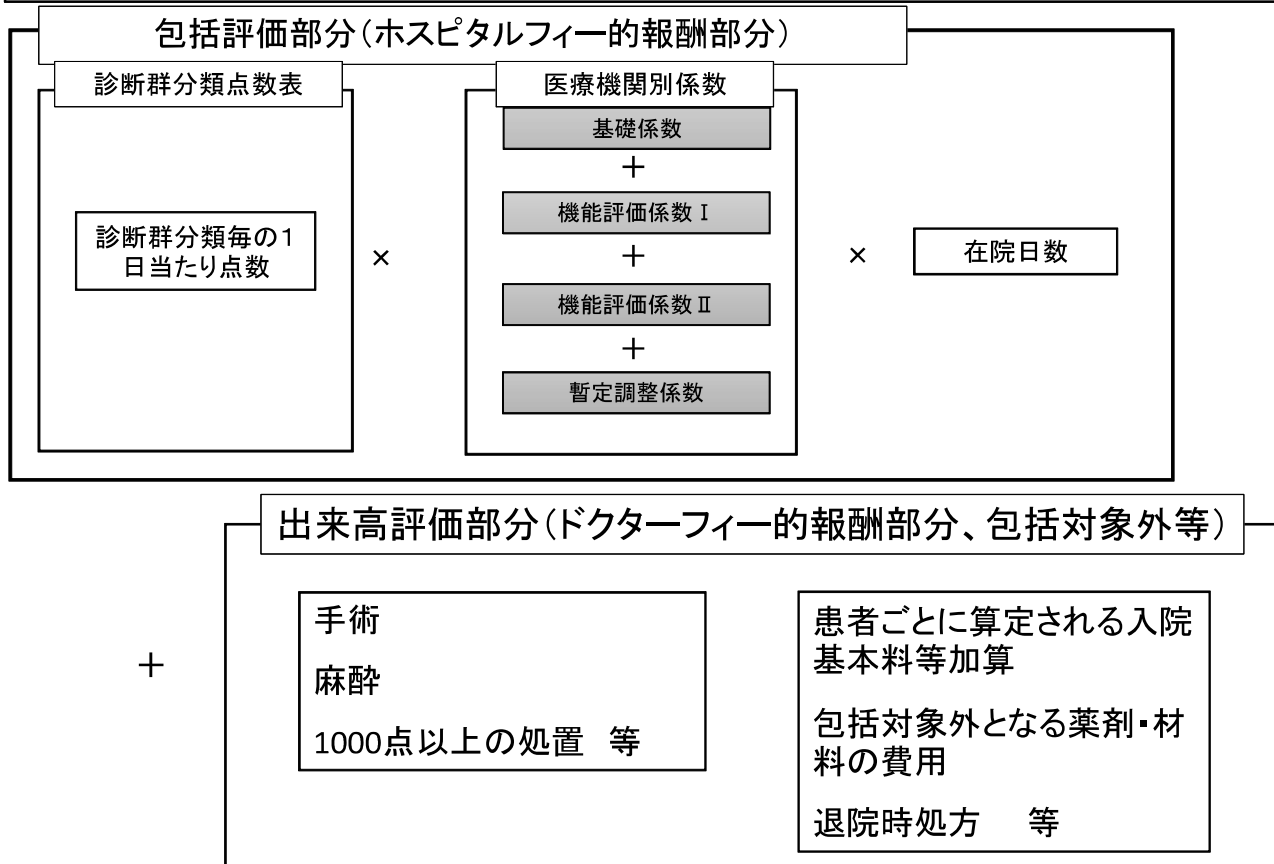 包括評価部分(ホスピタルフィー的報酬部分)
診断群分類点数表
診断群分類毎の1
日当たり点数
×
医療機関別係数
基礎係数
+
機能評価係数Ⅰ
+
機能評価係数Ⅱ
+
暫定調整係数
×
在院日数
+
出来高評価部分(ドクターフィー的報酬部分、包括対象外等)
手術
麻酔
1000点以上の処置 等
患者ごとに算定される入院
基本料等加算
包括対象外となる薬剤・材
料の費用
退院時処方 等